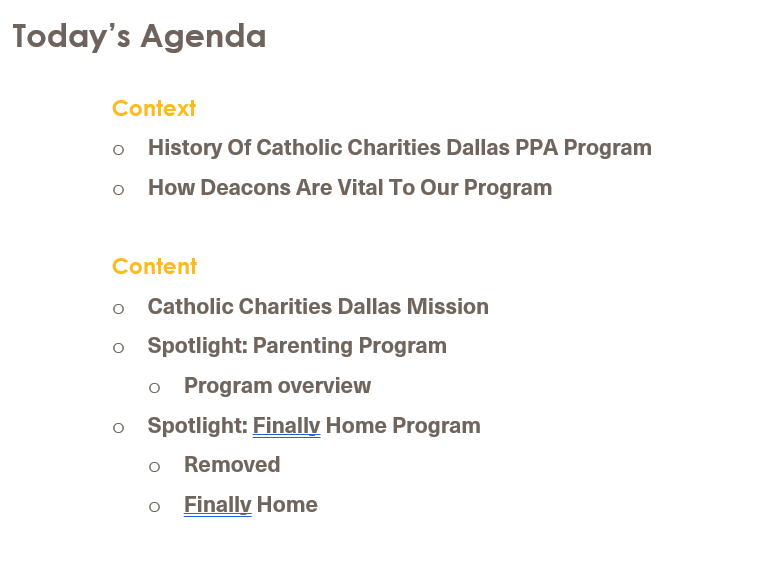 Today's Agenda
Context
o History Of Catholic Charities Dallas PPA Program
o How Deacons Are Vital To Our Program
Content
o Catholic Charities Dallas Mission
o Spotlight: Parenting Program
o Program overview
o Spotlight: Finally Home Program
o Removed
o Finally Home